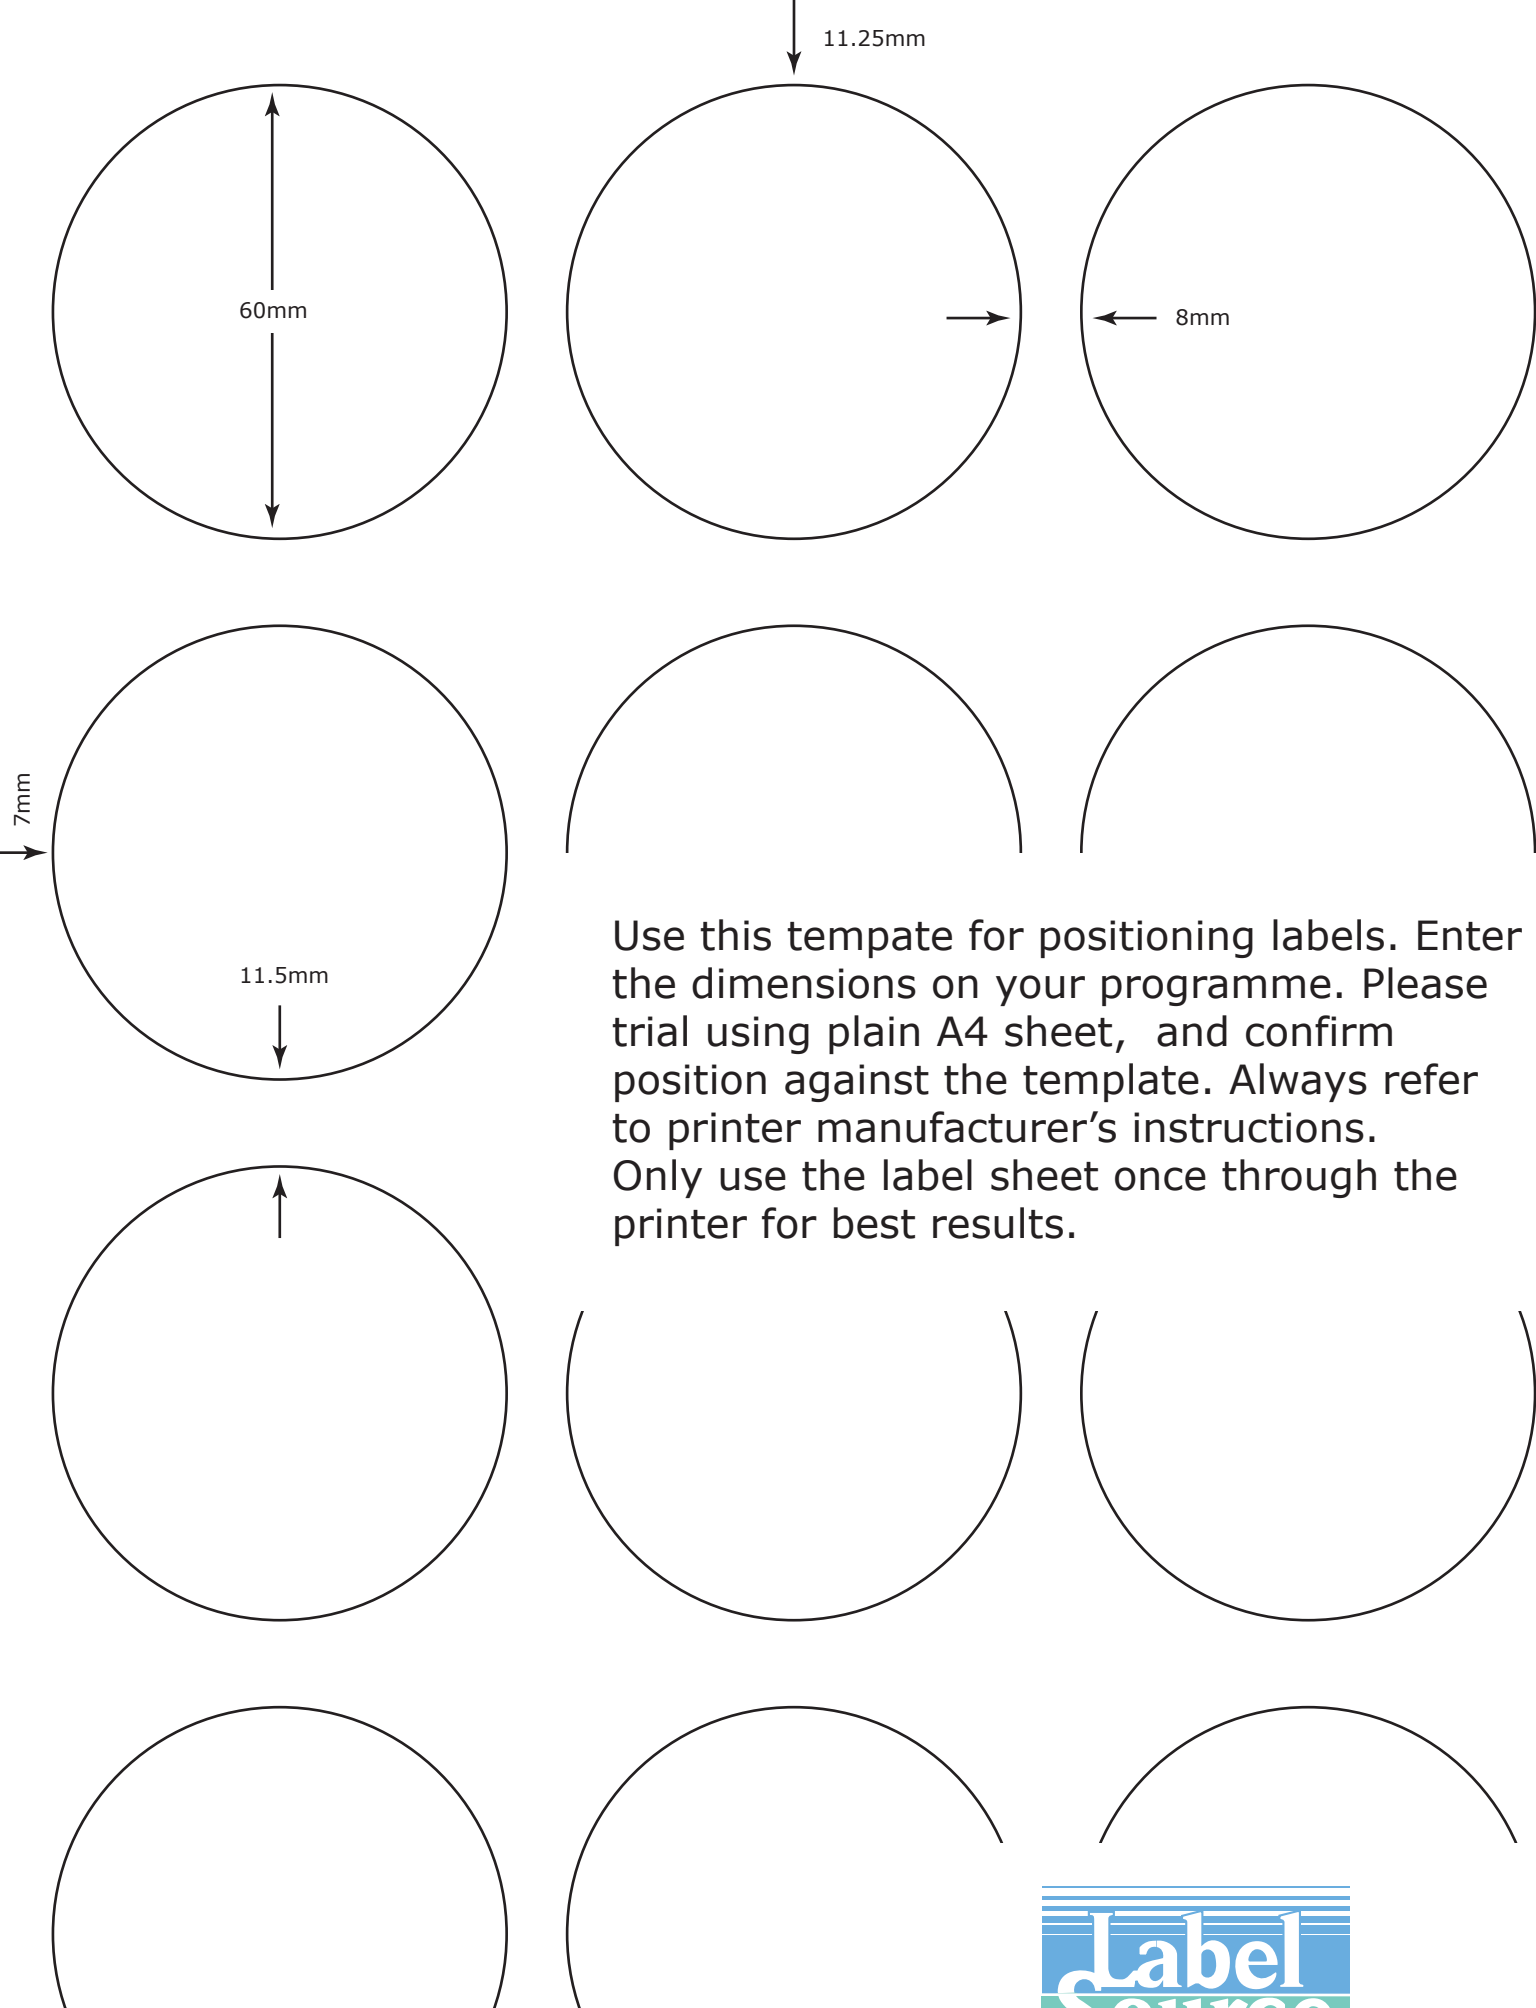 11.25mm
60mm
8mm
7mm
11.5mm
Use this tempate for positioning labels. Enter
the dimensions on your programme. Please
trial using plain A4 sheet,  and confirm
position against the template. Always refer
to printer manufacturer’s instructions.
Only use the label sheet once through the
printer for best results.
Label
Source